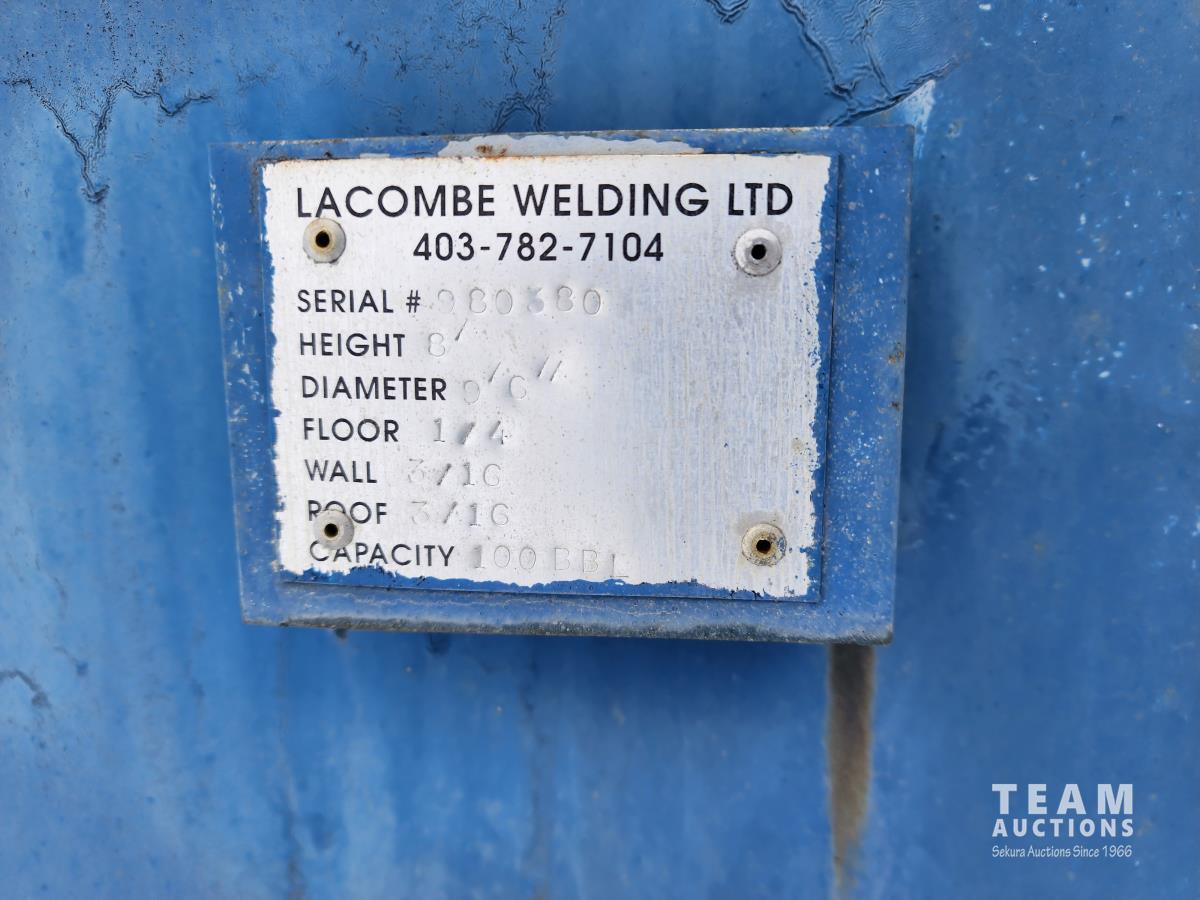 LACOMBE WELDING LTD
403-782-7104
SERIAL # 980380
HEIGHT 8'
DIAMETER 9'6"
FLOOR 1/4
WALL 3/16
ROOF 3/16
CAPACITY 100 BBL
TEAM
AUCTIONS
Sekura Auctions Since 1966